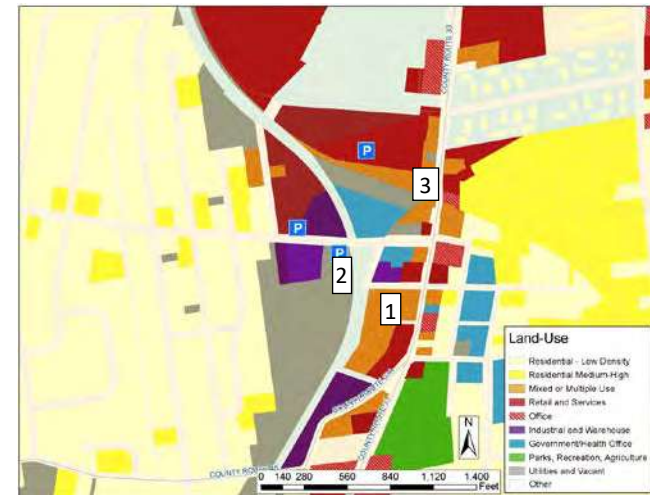 COUNTY ROUTE 33
P
3
P
P
2
1
Land-Use
Residential - Low Density
Residential Medium-High
Mixed or Multiple Use
Retail and Services
Office
Industrial and Warehouse
Government/Health Office
Parks, Recreation, Agriculture
Utilities and Vacant
Other
N
0 140 280 560 840 1,120 1,400
Feet